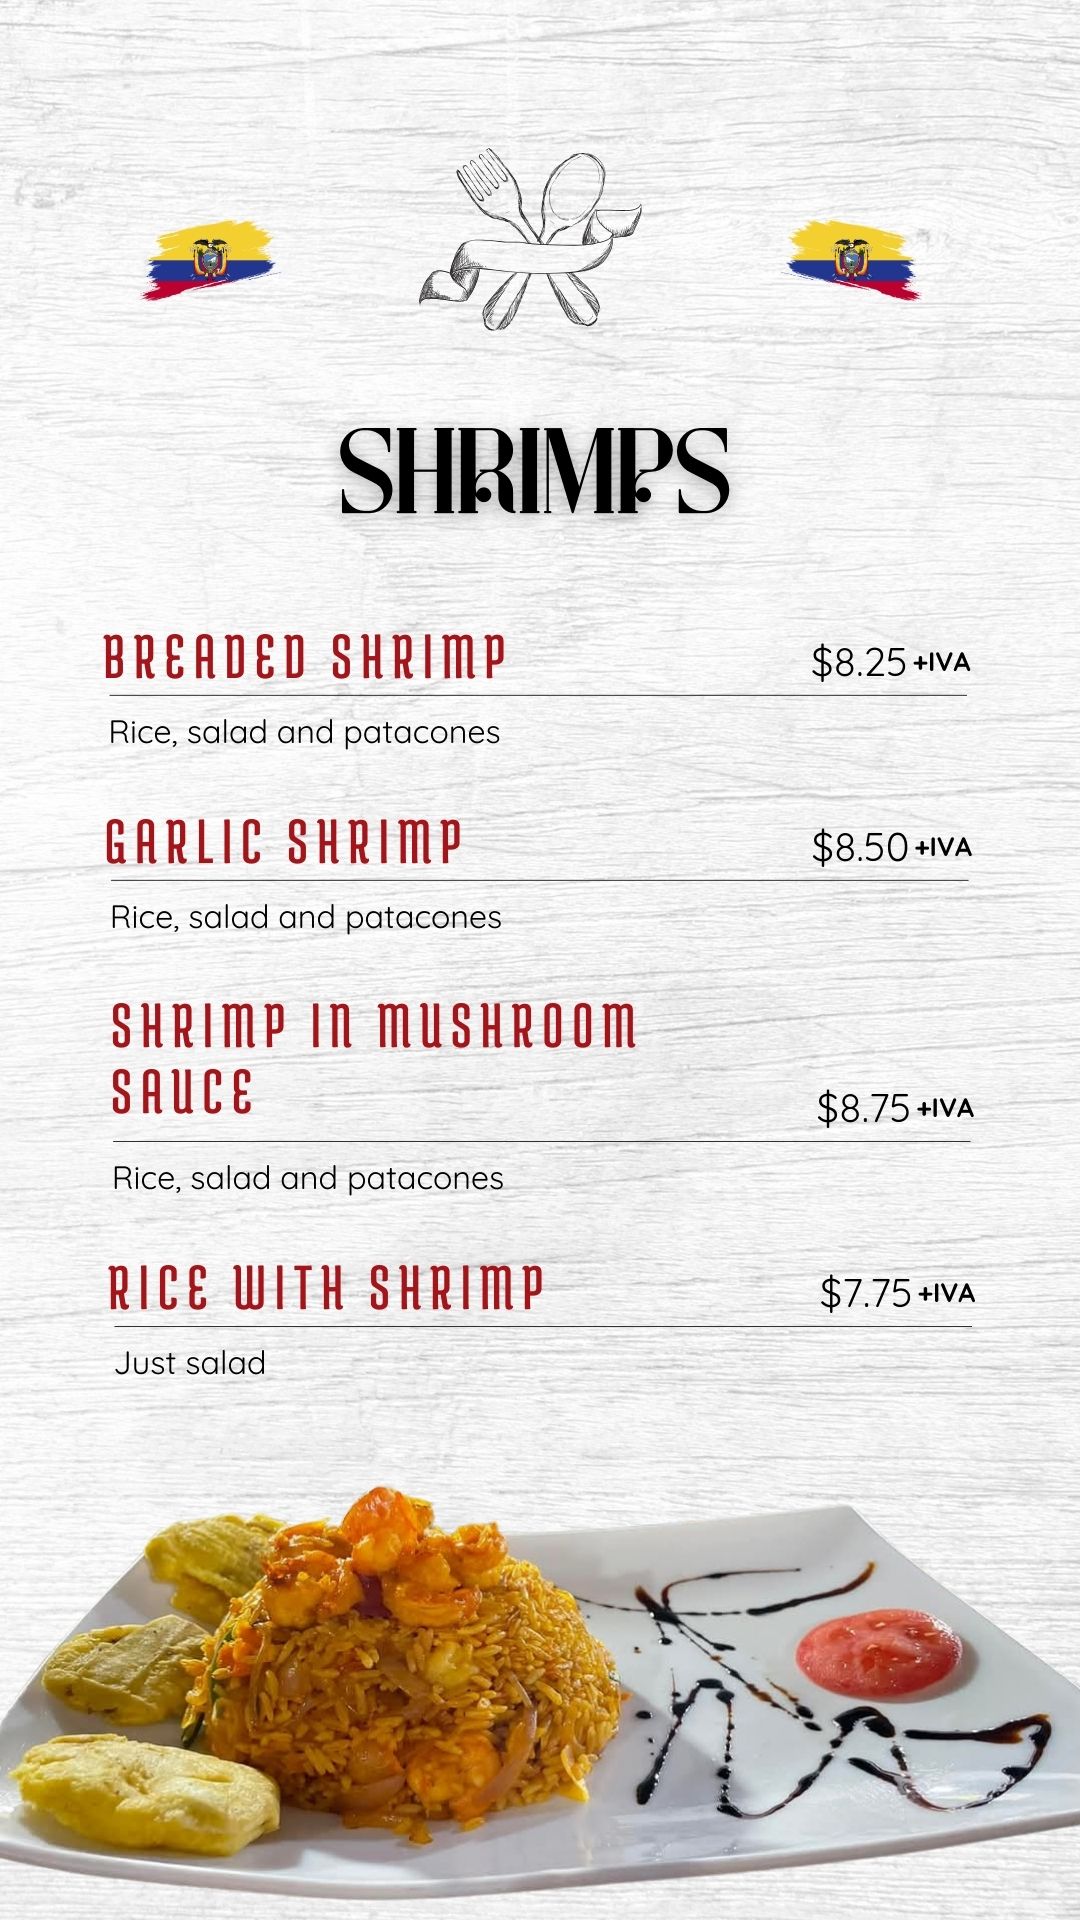 SHRIMPS
BREADED SHRIMP
$8.25 +IVA
Rice, salad and patacones
GARLIC SHRIMP
$8.50 +IVA
Rice, salad and patacones
SHRIMP IN MUSHROOM
SAUCE
$8.75 +IVA
Rice, salad and patacones
RICE WITH SHRIMP
$7.75 +IVA
Just salad